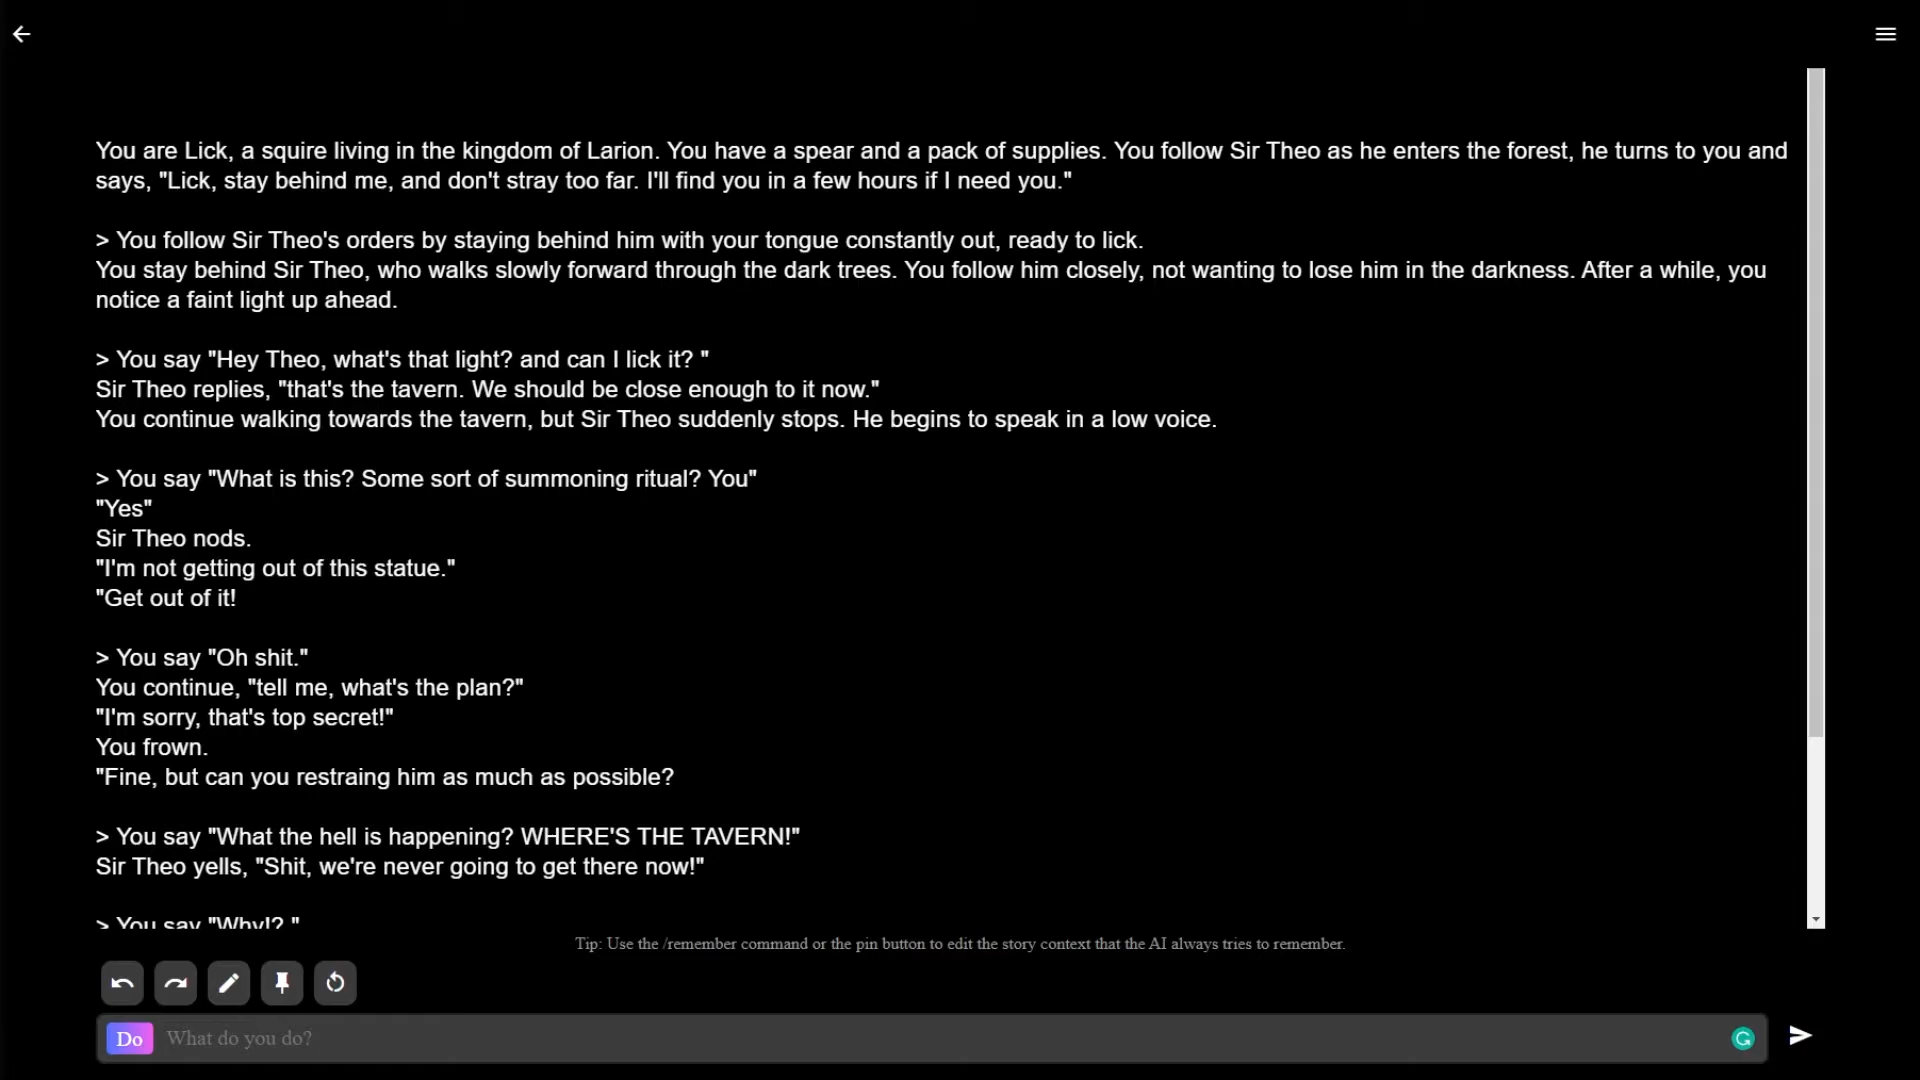 You are Lick, a squire living in the kingdom of Larion. You have a spear and a pack of supplies. You follow Sir Theo as he enters the forest, he turns to you and
says, "Lick, stay behind me, and don't stray too far. I'll find you in a few hours if I need you."
> You follow Sir Theo's orders by staying behind him with your tongue constantly out, ready to lick.
You stay behind Sir Theo, who walks slowly forward through the dark trees. You follow him closely, not wanting to lose him in the darkness. After a while, you
notice a faint light up ahead.
> You say "Hey Theo, what's that light? and can I lick it? "
Sir Theo replies, "that's the tavern. We should be close enough to it now."
You continue walking towards the tavern, but Sir Theo suddenly stops. He begins to speak in a low voice.
> You say "What is this? Some sort of summoning ritual? You"
"Yes"
Sir Theo nods.
"I'm not getting out of this statue."
"Get out of it!
> You say "Oh shit."
You continue, "tell me, what's the plan?"
"I'm sorry, that's top secret!"
You frown.
"Fine, but can you restraing him as much as possible?
> You say "What the hell is happening? WHERE'S THE TAVERN!"
Sir Theo yells, "Shit, we're never going to get there now!"
> You say "Why!? "
Tip: Use the /remember command or the pin button to edit the story context that the AI always tries to remember.
Do What do you do?